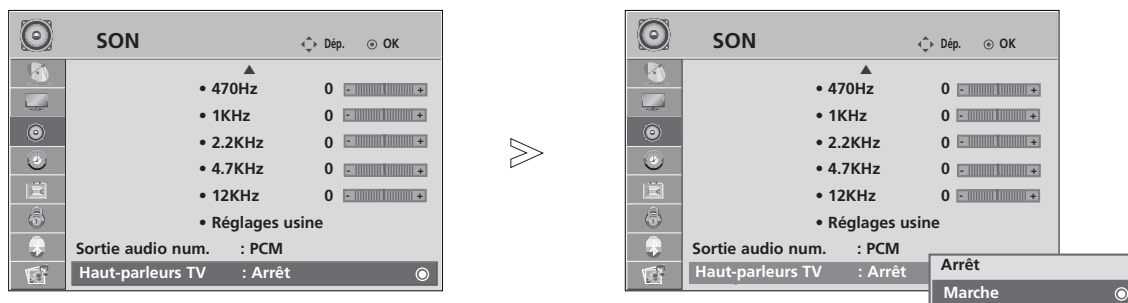 SON Dép. OK
• 470Hz 0 - +
• 1KHz 0 - +
• 2.2KHz 0 - +
• 4.7KHz 0 - +
• 12KHz 0 - +
• Réglages usine
Sortie audio num. : PCM
Haut-parleurs TV : Arrêt
SON Dép. OK
• 470Hz 0 - +
• 1KHz 0 - +
• 2.2KHz 0 - +
• 4.7KHz 0 - +
• 12KHz 0 - +
• Réglages usine
Sortie audio num. : PCM
Haut-parleurs TV : Arrêt
Arrêt
Marche